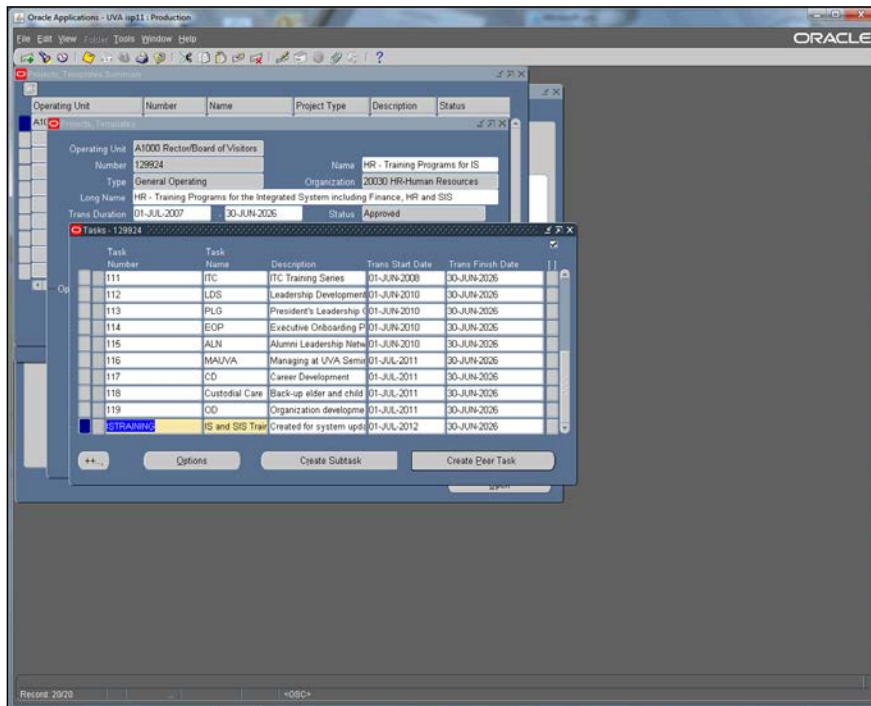 Oracle Applications - UVA isp11 : Production
File Edit View Folder Tools Window Help
ORACLE
Projects, Templates Summary
Operating Unit Number Name Project Type Description Status
Projects, Templates
Operating Unit A1000 Rector/Board of Visitors
Number 129924 Name HR - Training Programs for IS
Type General Operating Organization 20030 HR-Human Resources
Long Name HR - Training Programs for the Integrated System including Finance, HR and SIS
Trans Duration 01-JUL-2007 - 30-JUN-2026 Status Approved
Tasks - 129924
Task Task
Number Name Description Trans Start Date Trans Finish Date [ ]
111 ITC ITC Training Series 01-JUN-2008 30-JUN-2026
112 LDS Leadership Development 01-JUN-2010 30-JUN-2026
113 PLG President's Leadership 01-JUN-2010 30-JUN-2026
114 EOP Executive Onboarding P 01-JUN-2010 30-JUN-2026
115 ALN Alumni Leadership Netw 01-JUN-2010 30-JUN-2026
116 MAUVA Managing at UVA Semin 01-JUL-2011 30-JUN-2026
117 CD Career Development 01-JUL-2011 30-JUN-2026
118 Custodial Care Back-up elder and child 01-JUL-2011 30-JUN-2026
119 OD Organization developme 01-JUL-2011 30-JUN-2026
ISTRAINING IS and SIS Train Created for system upda 01-JUL-2012 30-JUN-2026
++.. Options Create Subtask Create Peer Task
Open
Record: 20/20 ... <OSC>